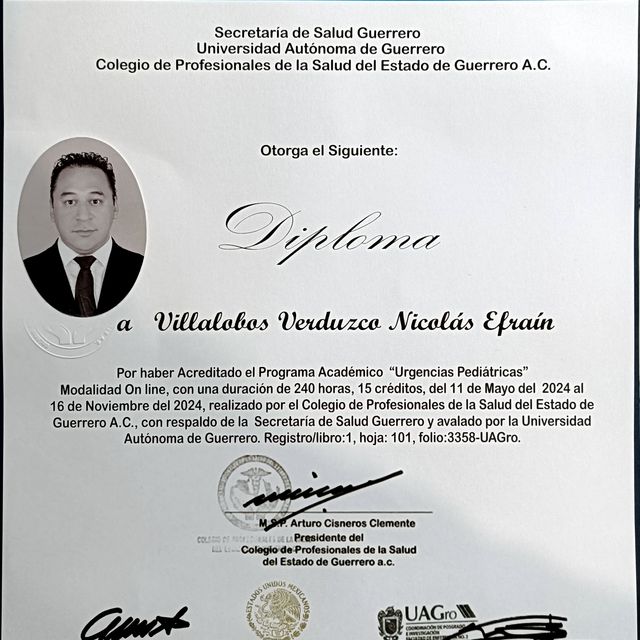 Secretaría de Salud Guerrero
Universidad Autónoma de Guerrero
Colegio de Profesionales de la Salud del Estado de Guerrero A.C.
Otorga el Siguiente:
Diploma
a Villalobos Verduzco Nicolás Efraín
Por haber Acreditado el Programa Académico “Urgencias Pediátricas”
Modalidad On line, con una duración de 240 horas, 15 créditos, del 11 de Mayo del 2024 al
16 de Noviembre del 2024, realizado por el Colegio de Profesionales de la Salud del Estado de
Guerrero A.C., con respaldo de la Secretaría de Salud Guerrero y avalado por la Universidad
Autónoma de Guerrero. Registro/libro:1, hoja: 101, folio:3358-UAGro.
M.S.P. Arturo Cisneros Clemente
Presidente del
Colegio de Profesionales de la Salud
del Estado de Guerrero a.c.
ESTADOS UNIDOS MEXICANOS
UAGro
COORDINACIÓN DE POSGRADO
E INVESTIGACIÓN